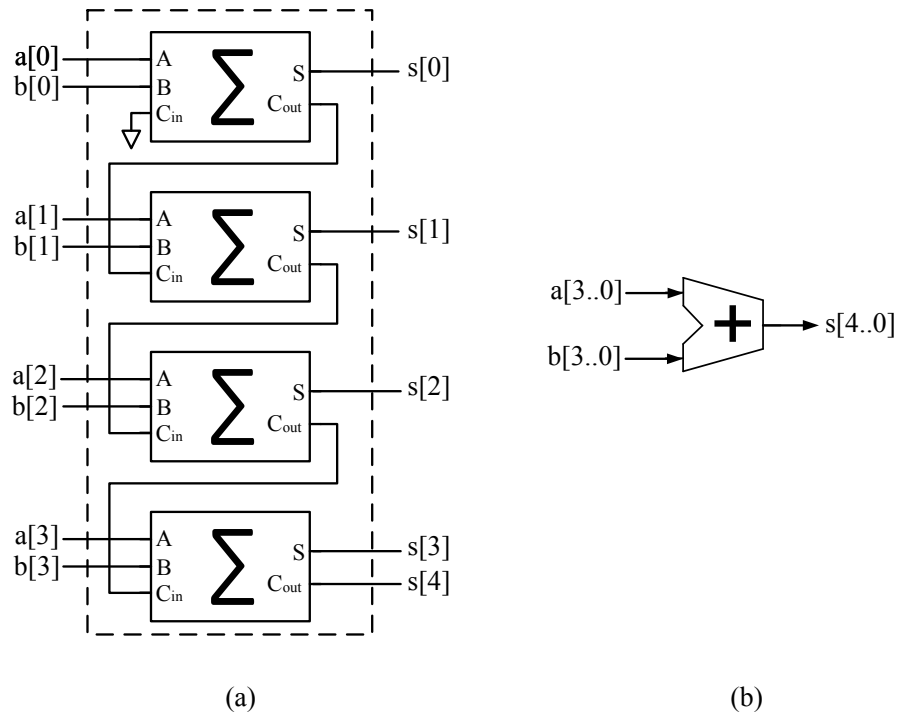 a[0]
b[0]
A
B
Cin
Σ
S
Cout
s[0]
a[1]
b[1]
A
B
Cin
Σ
S
Cout
s[1]
a[2]
b[2]
A
B
Cin
Σ
S
Cout
s[2]
a[3]
b[3]
A
B
Cin
Σ
S
Cout
s[3]
s[4]
(a)
a[3..0]
b[3..0]
+
s[4..0]
(b)